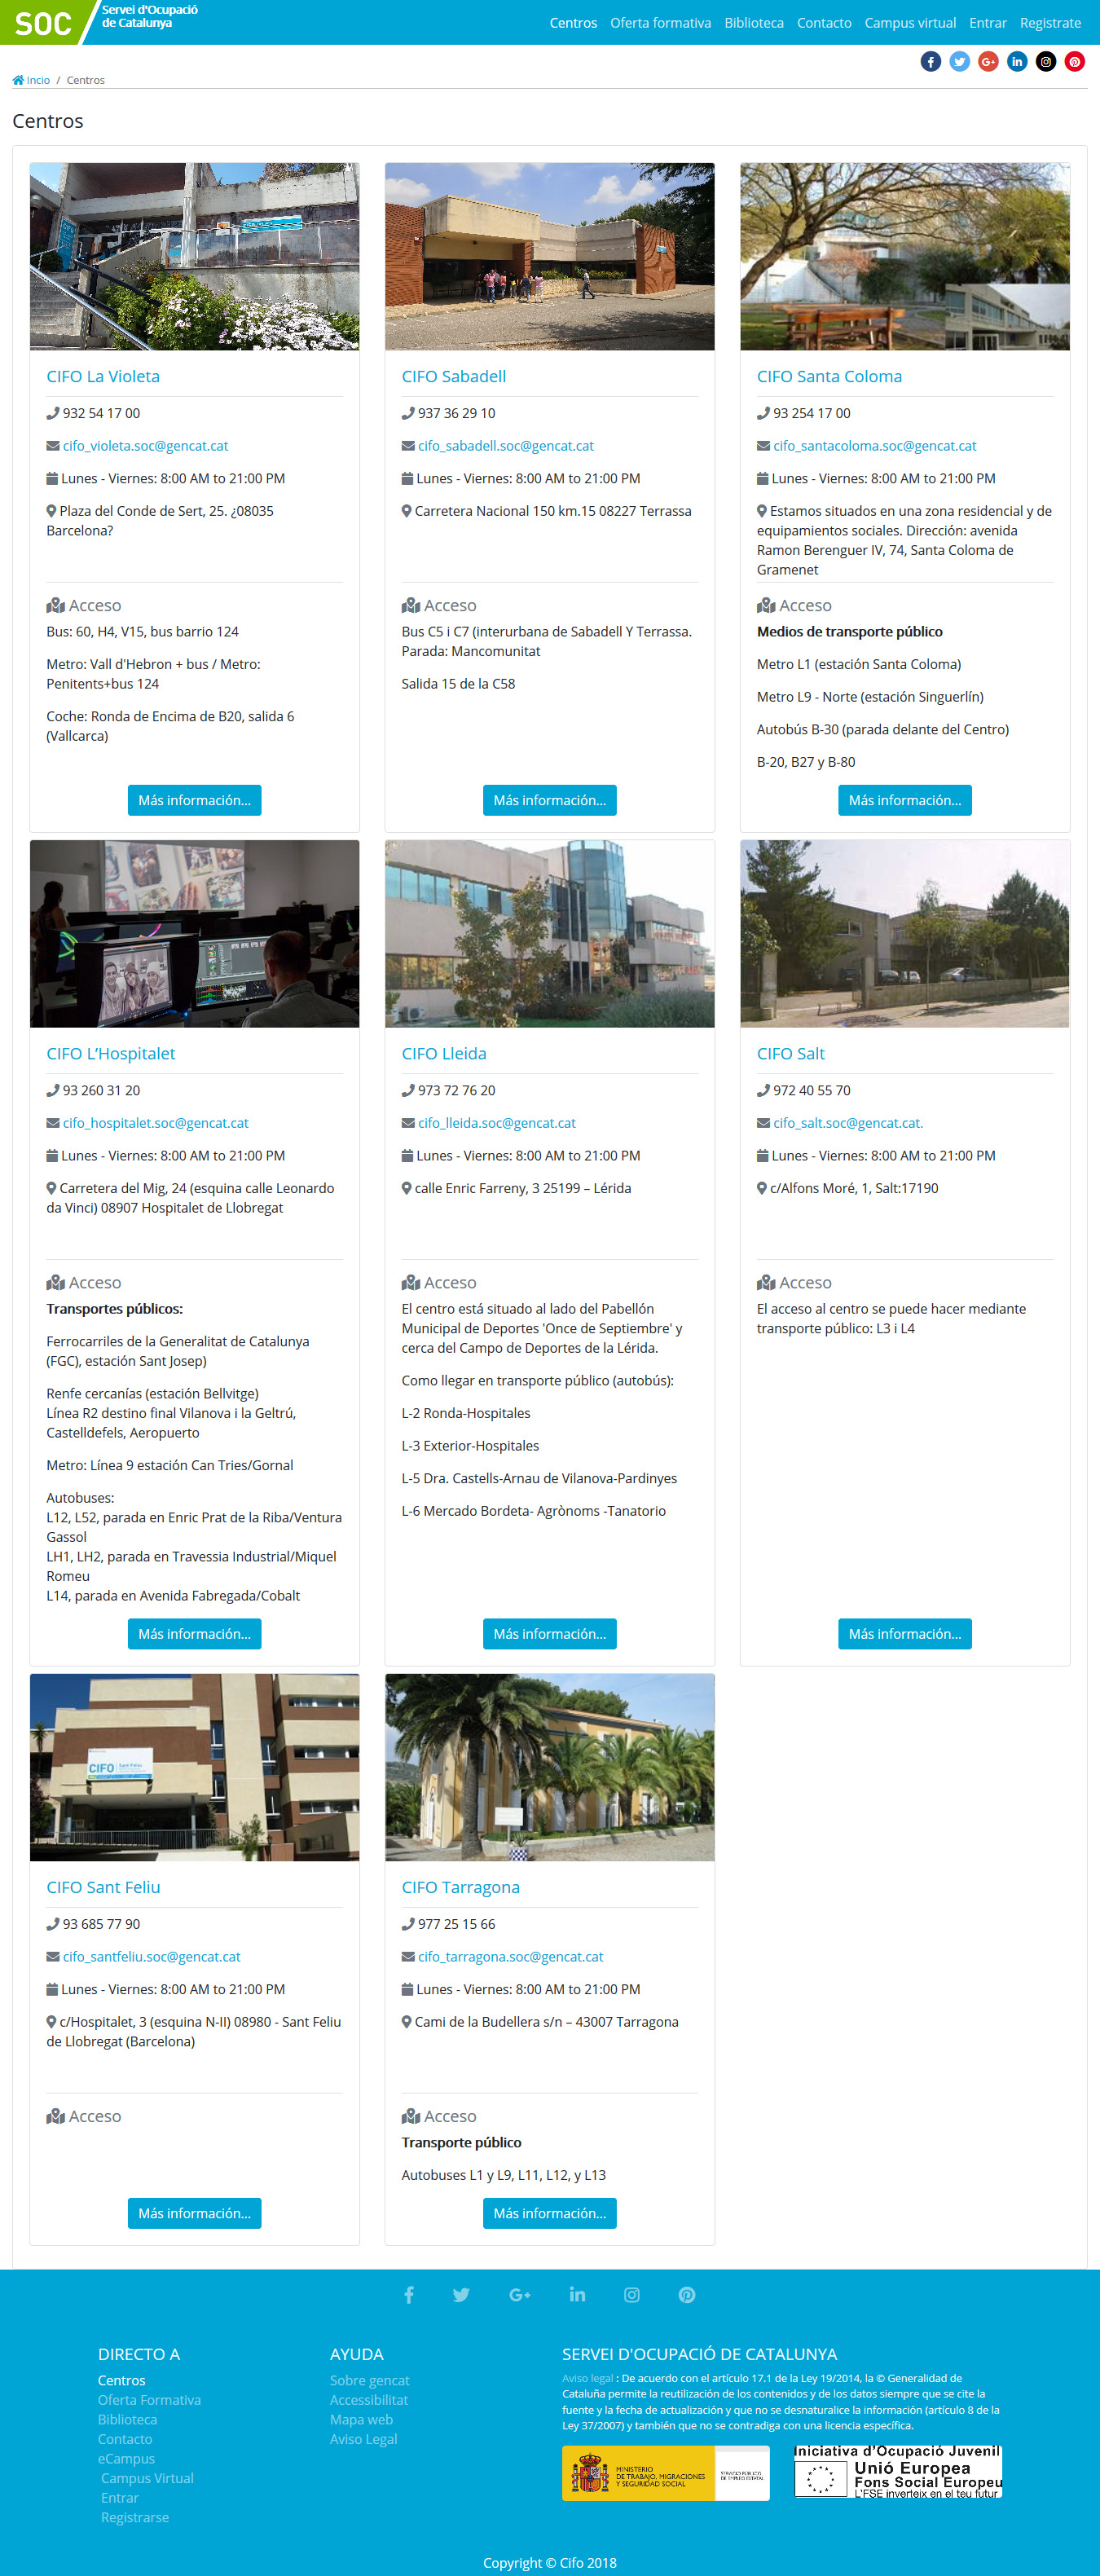 SOC
Servei d'Ocupació
de Catalunya
Centros Oferta formativa Biblioteca Contacto Campus virtual Entrar Registrate
Incio / Centros
Centros
CIFO La Violeta
932 54 17 00
cifo_violeta.soc@gencat.cat
Lunes - Viernes: 8:00 AM to 21:00 PM
Plaza del Conde de Sert, 25. ¿08035
Barcelona?
Acceso
Bus: 60, H4, V15, bus barrio 124
Metro: Vall d'Hebron + bus / Metro:
Penitents+bus 124
Coche: Ronda de Encima de B20, salida 6
(Vallcarca)
Más información...
CIFO Sabadell
937 36 29 10
cifo_sabadell.soc@gencat.cat
Lunes - Viernes: 8:00 AM to 21:00 PM
Carretera Nacional 150 km.15 08227 Terrassa
Acceso
Bus C5 i C7 (interurbana de Sabadell Y Terrassa.
Parada: Mancomunitat
Salida 15 de la C58
Más información...
CIFO Santa Coloma
93 254 17 00
cifo_santacoloma.soc@gencat.cat
Lunes - Viernes: 8:00 AM to 21:00 PM
Estamos situados en una zona residencial y de
equipamientos sociales. Dirección: avenida
Ramon Berenguer IV, 74, Santa Coloma de
Gramenet
Acceso
Medios de transporte público
Metro L1 (estación Santa Coloma)
Metro L9 - Norte (estación Singuerlín)
Autobús B-30 (parada delante del Centro)
B-20, B27 y B-80
Más información...
CIFO L’Hospitalet
93 260 31 20
cifo_hospitalet.soc@gencat.cat
Lunes - Viernes: 8:00 AM to 21:00 PM
Carretera del Mig, 24 (esquina calle Leonardo
da Vinci) 08907 Hospitalet de Llobregat
Acceso
Transportes públicos:
Ferrocarriles de la Generalitat de Catalunya
(FGC), estación Sant Josep)
Renfe cercanías (estación Bellvitge)
Línea R2 destino final Vilanova i la Geltrú,
Castelldefels, Aeropuerto
Metro: Línea 9 estación Can Tries/Gornal
Autobuses:
L12, L52, parada en Enric Prat de la Riba/Ventura
Gassol
LH1, LH2, parada en Travessia Industrial/Miquel
Romeu
L14, parada en Avenida Fabregada/Cobalt
Más información...
CIFO Lleida
973 72 76 20
cifo_lleida.soc@gencat.cat
Lunes - Viernes: 8:00 AM to 21:00 PM
calle Enric Farreny, 3 25199 – Lérida
Acceso
El centro está situado al lado del Pabellón
Municipal de Deportes 'Once de Septiembre' y
cerca del Campo de Deportes de la Lérida.
Como llegar en transporte público (autobús):
L-2 Ronda-Hospitales
L-3 Exterior-Hospitales
L-5 Dra. Castells-Arnau de Vilanova-Pardinyes
L-6 Mercado Bordeta- Agrònoms -Tanatorio
Más información...
CIFO Salt
972 40 55 70
cifo_salt.soc@gencat.cat.
Lunes - Viernes: 8:00 AM to 21:00 PM
c/Alfons Moré, 1, Salt:17190
Acceso
El acceso al centro se puede hacer mediante
transporte público: L3 i L4
Más información...
CIFO Sant Feliu
CIFO Sant Feliu
93 685 77 90
cifo_santfeliu.soc@gencat.cat
Lunes - Viernes: 8:00 AM to 21:00 PM
c/Hospitalet, 3 (esquina N-II) 08980 - Sant Feliu
de Llobregat (Barcelona)
Acceso
Más información...
CIFO Tarragona
977 25 15 66
cifo_tarragona.soc@gencat.cat
Lunes - Viernes: 8:00 AM to 21:00 PM
Cami de la Budellera s/n – 43007 Tarragona
Acceso
Transporte público
Autobuses L1 y L9, L11, L12, y L13
Más información...
DIRECTO A
Centros
Oferta Formativa
Biblioteca
Contacto
eCampus
Campus Virtual
Entrar
Registrarse
AYUDA
Sobre gencat
Accessibilitat
Mapa web
Aviso Legal
SERVEI D'OCUPACIÓ DE CATALUNYA
Aviso legal : De acuerdo con el artículo 17.1 de la Ley 19/2014, la © Generalidad de
Cataluña permite la reutilización de los contenidos y de los datos siempre que se cite la
fuente y la fecha de actualización y que no se desnaturalice la información (artículo 8 de la
Ley 37/2007) y también que no se contradiga con una licencia específica.
MINISTERIO
DE TRABAJO, MIGRACIONES
Y SEGURIDAD SOCIAL
SERVICIO PÚBLICO
DE EMPLEO ESTATAL
Iniciativa d'Ocupació Juvenil
Unió Europea
Fons Social Europeu
L'FSE inverteix en el teu futur
Copyright © Cifo 2018